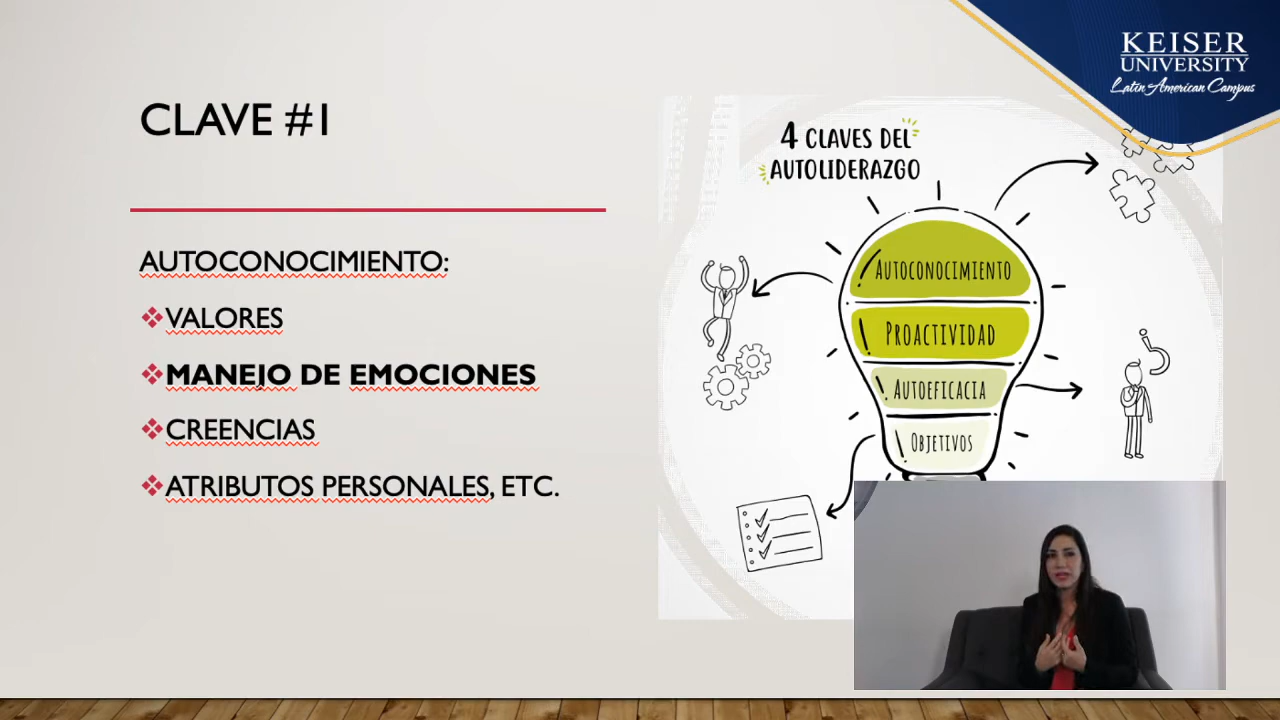 KEISER
UNIVERSITY
Latin American Campus
CLAVE #1
AUTOCONOCIMIENTO:
VALORES
MANEJO DE EMOCIONES
CREENCIAS
ATRIBUTOS PERSONALES, ETC.
4 CLAVES DEL
AUTOLIDERAZGO
AUTOCONOCIMIENTO
PROACTIVIDAD
AUTOEFICACIA
OBJETIVOS